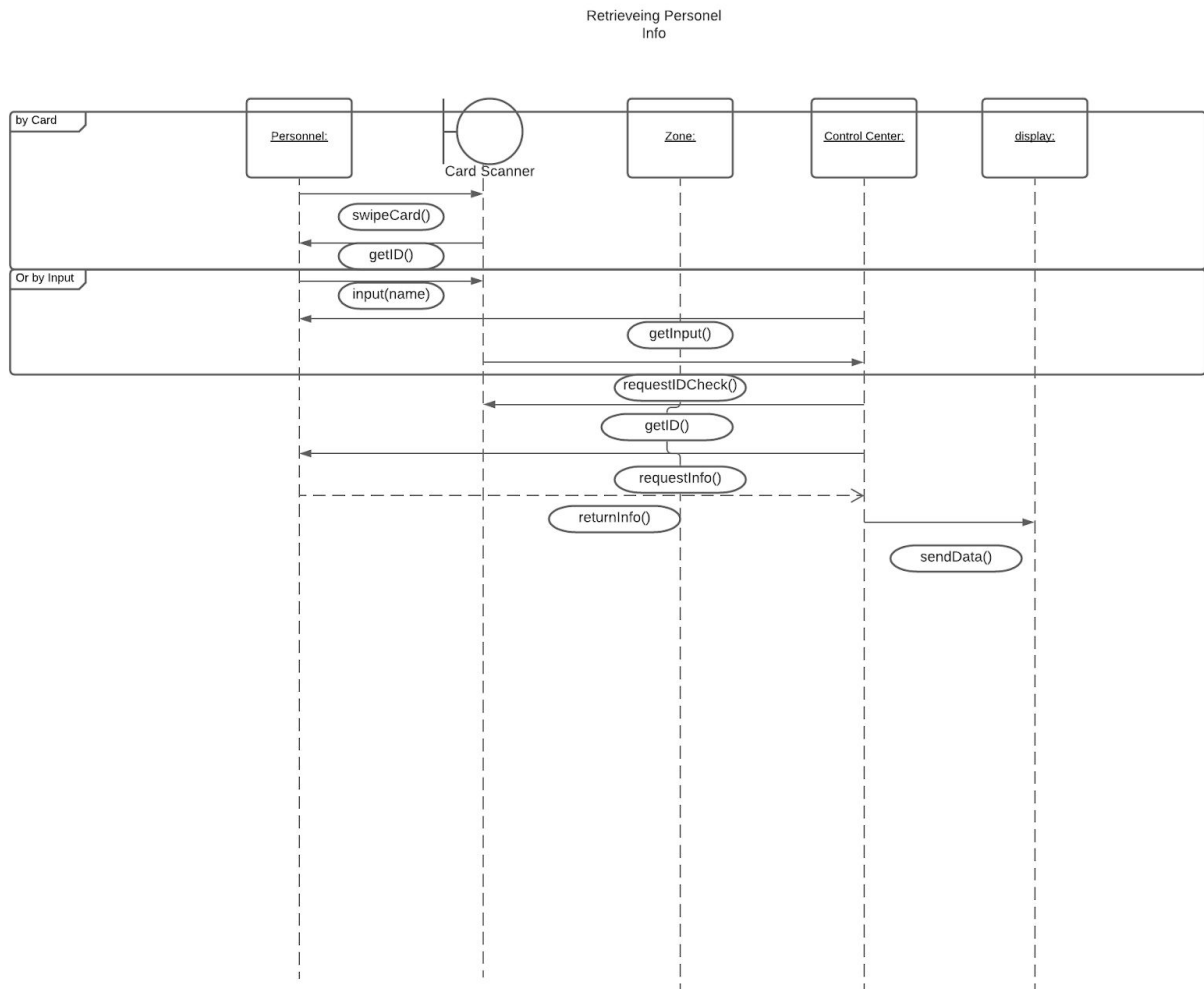 Retrieveing Personel
Info
by Card
Personnel:
Card Scanner
Zone:
Control Center:
display:
swipeCard()
getID()
Or by Input
input(name)
getInput()
requestIDCheck()
getID()
requestInfo()
returnInfo()
sendData()